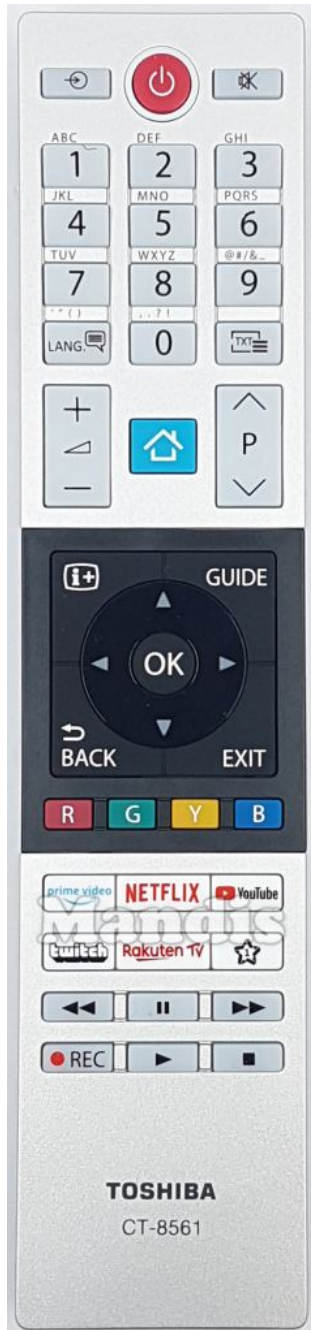 ABC DEF GHI
1 2 3
JKL MNO PQRS
4 5 6
TUV WXYZ @#/&_
7 8 9
' " ( ) . , ? !
LANG. 0 TXT
+
P
–
i+ GUIDE
OK
BACK EXIT
R G Y B
prime video NETFLIX YouTube
Mandis
twitch Rakuten TV 1
REC
TOSHIBA
CT-8561